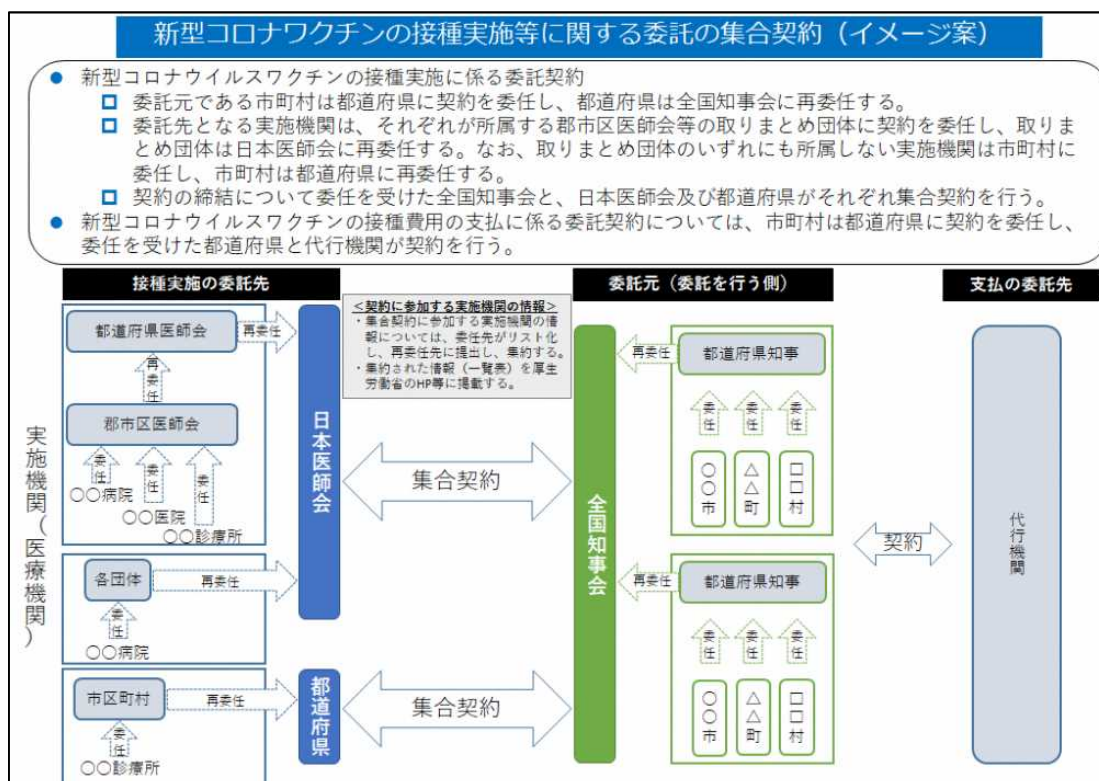 新型コロナワクチンの接種実施等に関する委託の集合契約（イメージ案）
● 新型コロナウイルスワクチンの接種実施に係る委託契約
□ 委託元である市町村は都道府県に契約を委任し、都道府県は全国知事会に再委任する。
□ 委託先となる実施機関は、それぞれが所属する郡市区医師会等の取りまとめ団体に契約を委任し、取りま
とめ団体は日本医師会に再委任する。なお、取りまとめ団体のいずれにも所属しない実施機関は市町村に
委任し、市町村は都道府県に再委任する。
□ 契約の締結について委任を受けた全国知事会と、日本医師会及び都道府県がそれぞれ集合契約を行う。
● 新型コロナウイルスワクチンの接種費用の支払に係る委託契約については、市町村は都道府県に契約を委任し、
委任を受けた都道府県と代行機関が契約を行う。
接種実施の委託先
委託元（委託を行う側）
支払の委託先
実施機関（医療機関）
都道府県医師会
再委任
再委任
郡市区医師会
委任
委任
委任
〇〇病院
〇〇医院
〇〇診療所
各団体
再委任
委任
〇〇病院
市区町村
再委任
委任
〇〇診療所
日本医師会
都道府県
＜契約に参加する実施機関の情報＞
・集合契約に参加する実施機関の情
報については、委任先がリスト化
し、再委任先に提出し、集約する。
・集約された情報（一覧表）を厚生
労働省のHP等に掲載する。
集合契約
集合契約
全国知事会
再委任
都道府県知事
委任
委任
委任
〇〇市
△△町
□□村
再委任
都道府県知事
委任
委任
委任
〇〇市
△△町
□□村
契約
代行機関